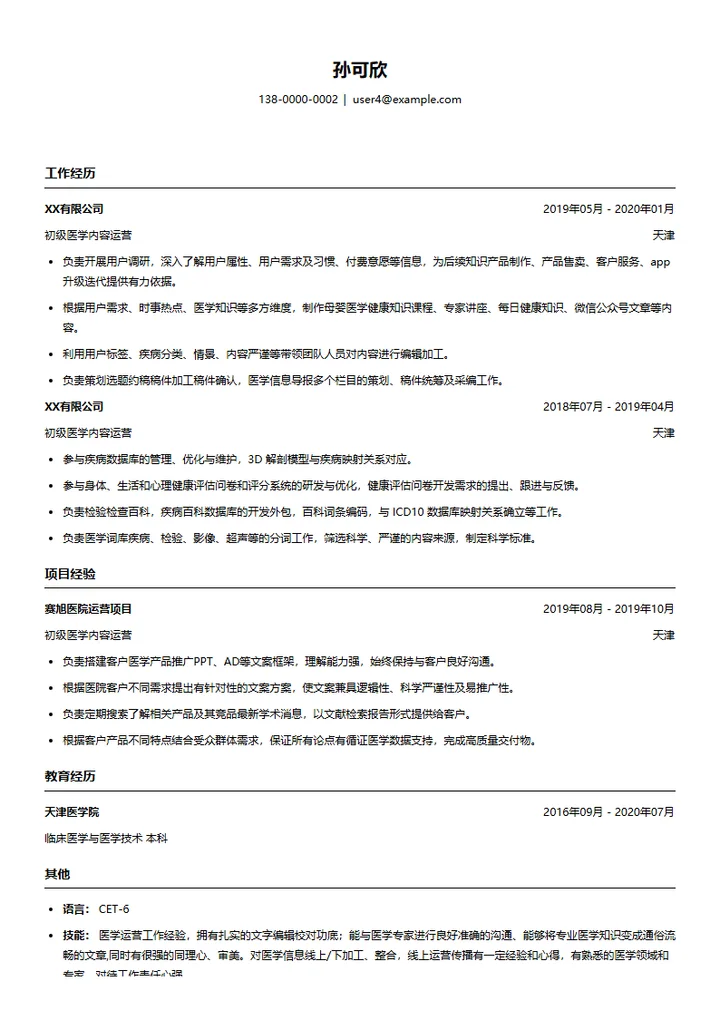 孙可欣
138-0000-0002 | user4@example.com
工作经历
XX有限公司 2019年05月 - 2020年01月
初级医学内容运营 天津
• 负责开展用户调研，深入了解用户属性、用户需求及习惯、付费意愿等信息，为后续知识产品制作、产品售卖、客户服务、app
升级迭代提供有力依据。
• 根据用户需求、时事热点、医学知识等多方维度，制作母婴医学健康知识课程、专家讲座、每日健康知识、微信公众号文章等内
容。
• 利用用户标签、疾病分类、情景、内容严谨等带领团队人员对内容进行编辑加工。
• 负责策划选题约稿稿件加工稿件确认，医学信息导报多个栏目的策划、稿件统筹及采编工作。
XX有限公司 2018年07月 - 2019年04月
初级医学内容运营 天津
• 参与疾病数据库的管理、优化与维护，3D 解剖模型与疾病映射关系对应。
• 参与身体、生活和心理健康评估问卷和评分系统的研发与优化，健康评估问卷开发需求的提出、跟进与反馈。
• 负责检验检查百科，疾病百科数据库的开发外包，百科词条编码，与 ICD10 数据库映射关系确立等工作。
• 负责医学词库疾病、检验、影像、超声等的分词工作，筛选科学、严谨的内容来源，制定科学标准。
项目经验
赛旭医院运营项目 2019年08月 - 2019年10月
初级医学内容运营 天津
• 负责搭建客户医学产品推广PPT、AD等文案框架，理解能力强，始终保持与客户良好沟通。
• 根据医院客户不同需求提出有针对性的文案方案，使文案兼具逻辑性、科学严谨性及易推广性。
• 负责定期搜索了解相关产品及其竞品最新学术消息，以文献检索报告形式提供给客户。
• 根据客户产品不同特点结合受众群体需求，保证所有论点有循证医学数据支持，完成高质量交付物。
教育经历
天津医学院 2016年09月 - 2020年07月
临床医学与医学技术 本科
其他
• 语言： CET-6
• 技能： 医学运营工作经验，拥有扎实的文字编辑校对功底；能与医学专家进行良好准确的沟通、能够将专业医学知识变成通俗流
畅的文章,同时有很强的同理心、审美。对医学信息线上/下加工、整合，线上运营传播有一定经验和心得，有熟悉的医学领域和
专家，对待工作责任心强